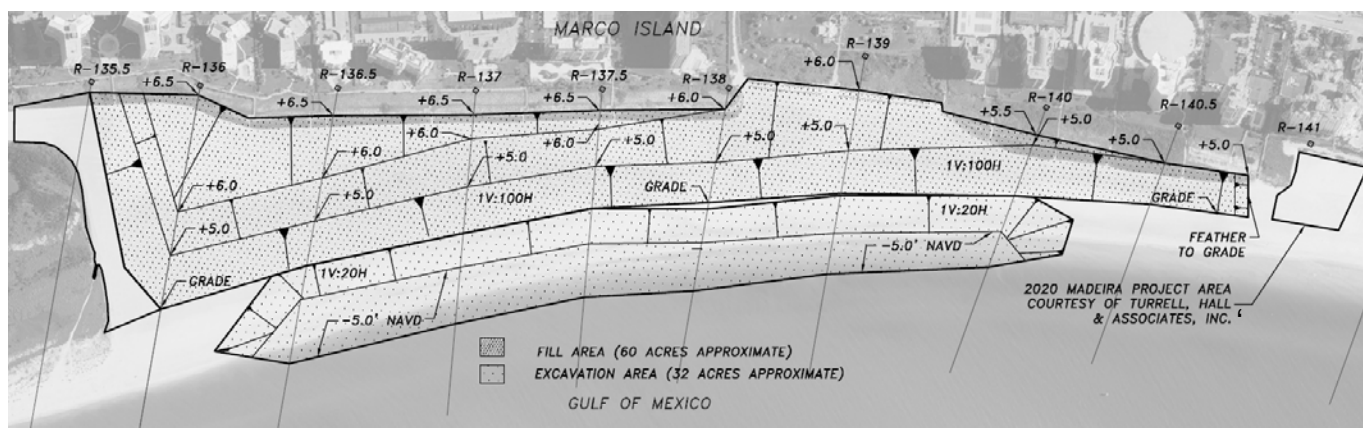 MARCO ISLAND
R-135.5
R-136
R-136.5
R-137
R-137.5
R-138
R-139
R-140
R-140.5
R-141
+6.5
+6.5
+6.5
+6.5
+6.0
+6.0
+5.5
+5.0
+5.0
+5.0
+6.0
+6.0
+5.0
+5.0
+5.0
+6.0
+6.0
+5.0
+5.0
+5.0
1V:100H
1V:100H
GRADE
GRADE
GRADE
1V:20H
1V:20H
-5.0' NAVD
-5.0' NAVD
FEATHER
TO GRADE
2020 MADEIRA PROJECT AREA
COURTESY OF TURRELL, HALL
& ASSOCIATES, INC.
FILL AREA (60 ACRES APPROXIMATE)
EXCAVATION AREA (32 ACRES APPROXIMATE)
GULF OF MEXICO